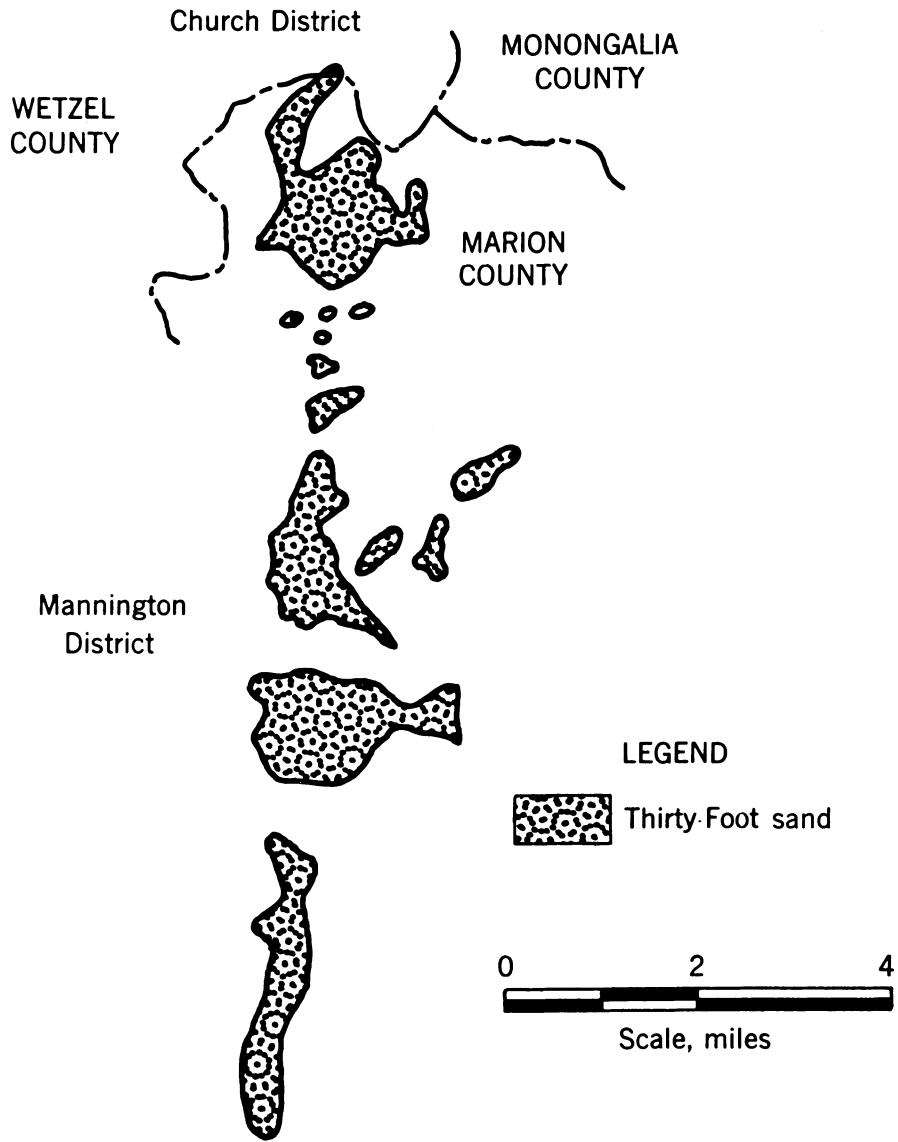 Church District
MONONGALIA
COUNTY
WETZEL
COUNTY
MARION
COUNTY
Mannington
District
LEGEND
Thirty-Foot sand
0 2 4
Scale, miles